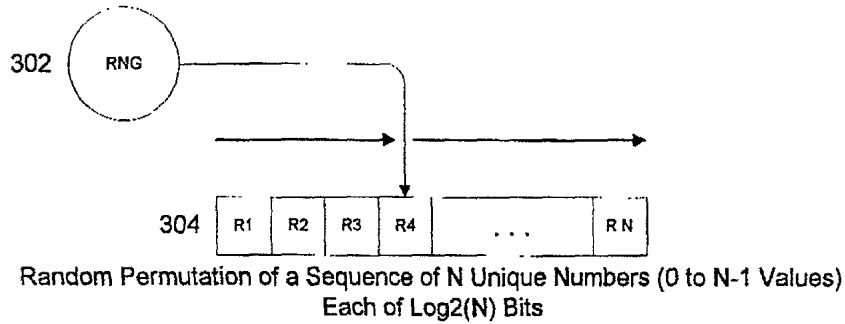 302 RNG
304 R1 R2 R3 R4 . . . R N
Random Permutation of a Sequence of N Unique Numbers (0 to N-1 Values)
Each of Log2(N) Bits